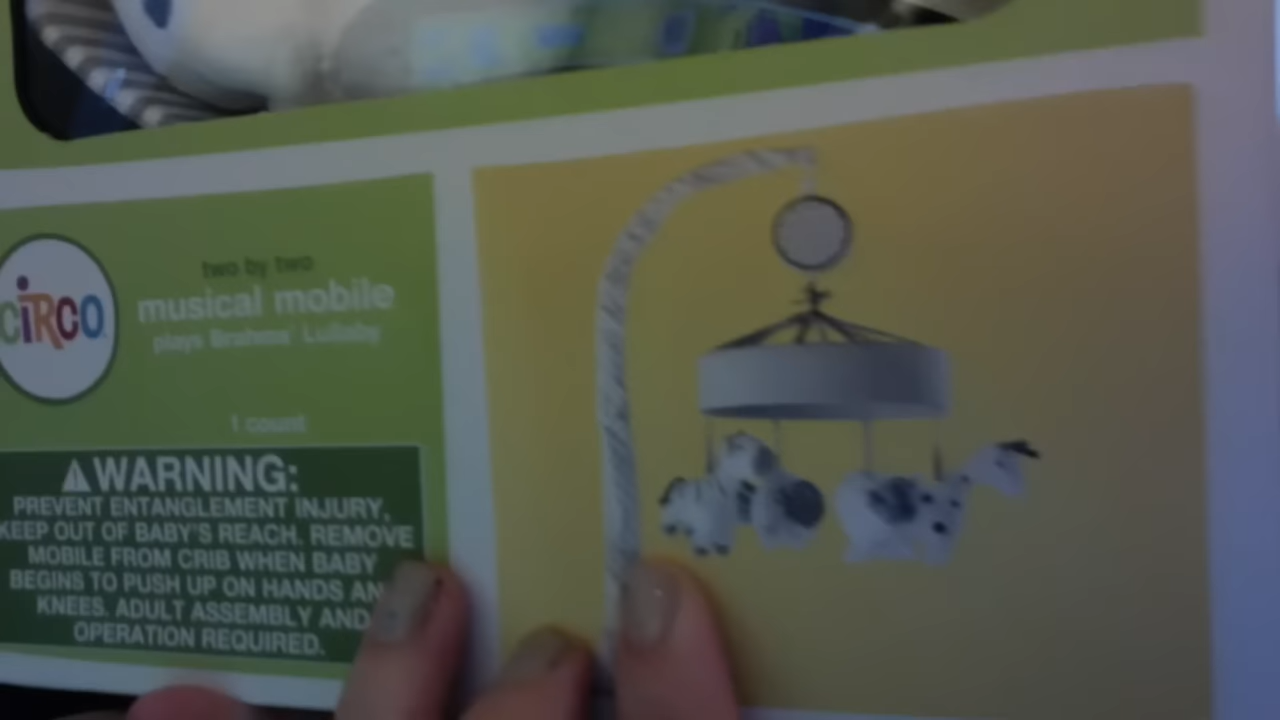 CIRCO
two by two
musical mobile
plays Brahms' Lullaby
1 count
WARNING:
PREVENT ENTANGLEMENT INJURY,
KEEP OUT OF BABY'S REACH. REMOVE
MOBILE FROM CRIB WHEN BABY
BEGINS TO PUSH UP ON HANDS AN
KNEES. ADULT ASSEMBLY AND
OPERATION REQUIRED.